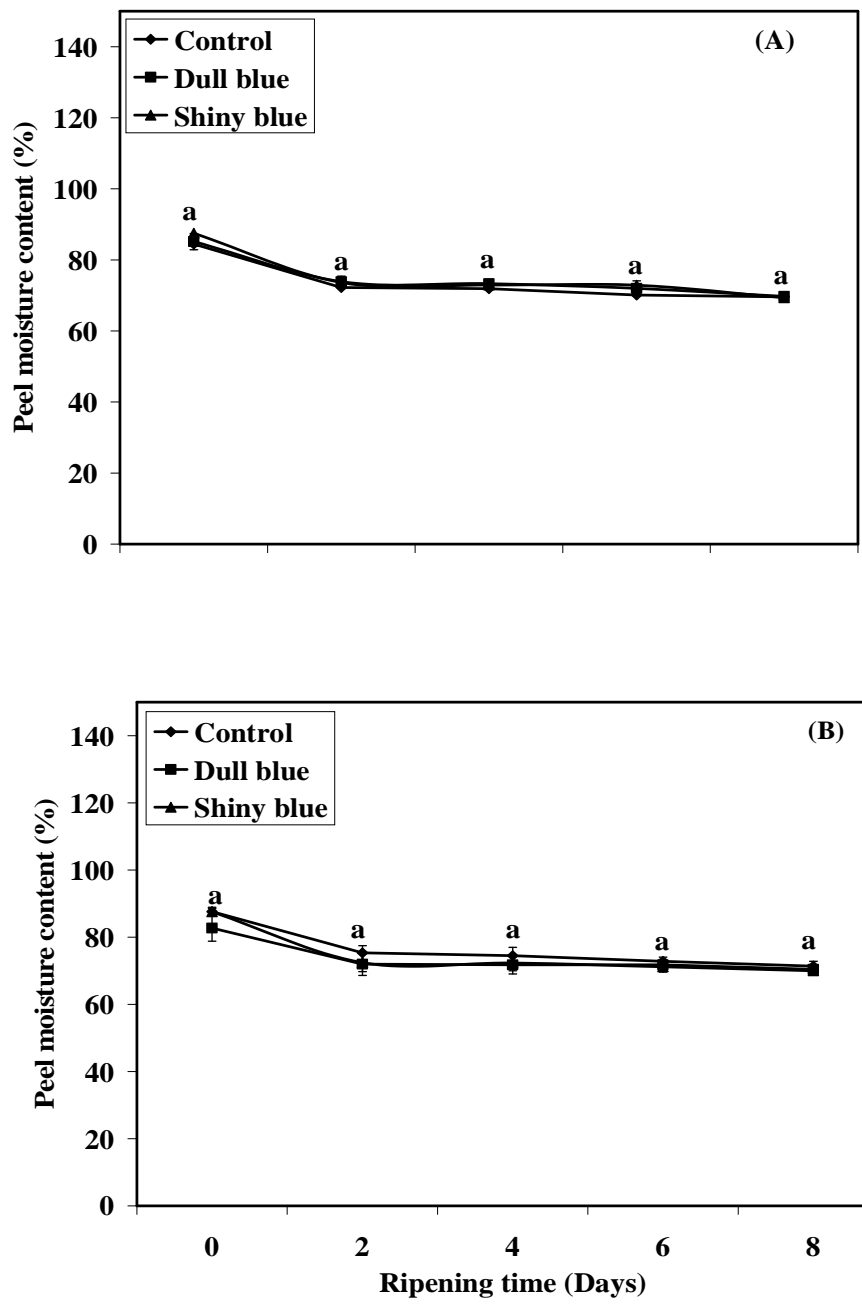 140
120
100
80
60
40
20
0
Peel moisture content (%)
Control
Dull blue
Shiny blue
(A)
a a a a a
140
120
100
80
60
40
20
0
Peel moisture content (%)
Control
Dull blue
Shiny blue
(B)
a a a a a
0 2 4 6 8
Ripening time (Days)